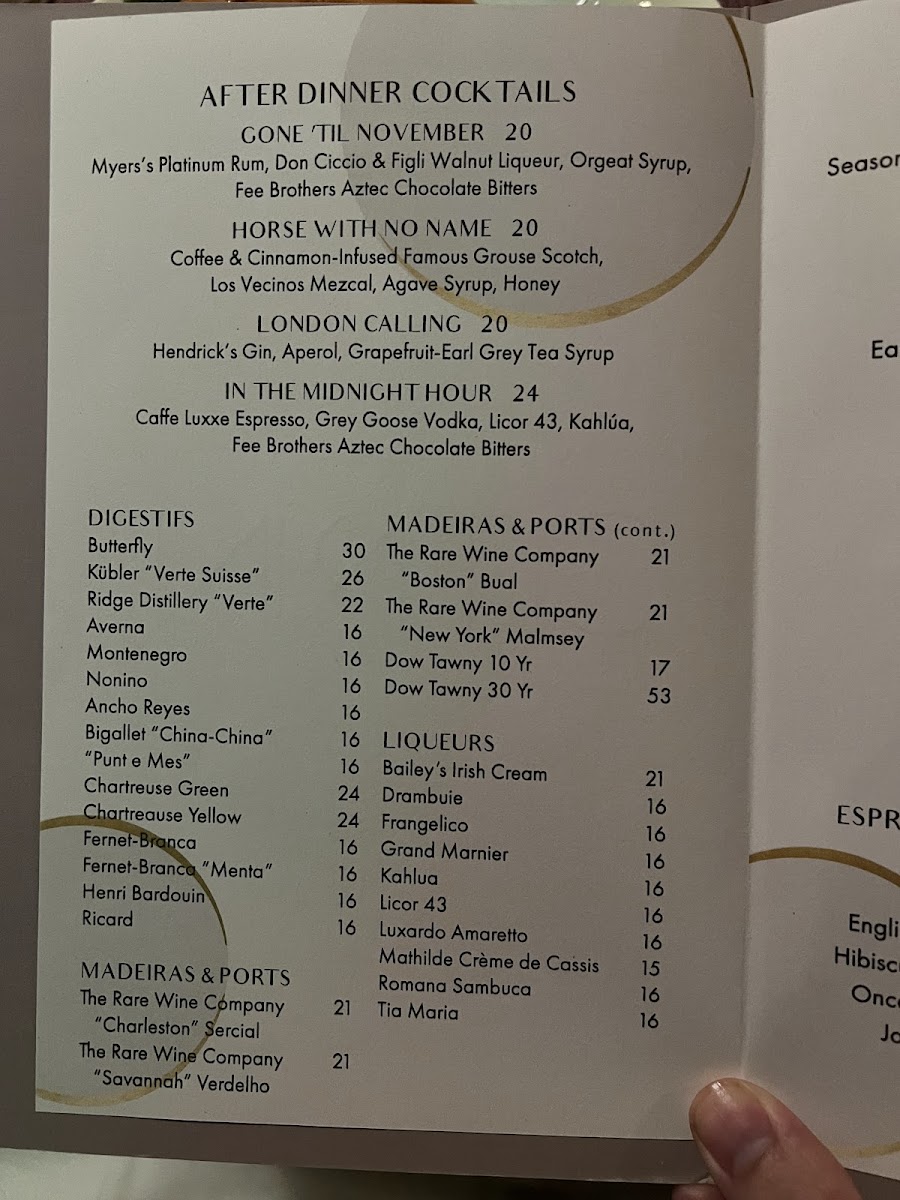 AFTER DINNER COCKTAILS
GONE 'TIL NOVEMBER 20
Myers's Platinum Rum, Don Ciccio & Figli Walnut Liqueur, Orgeat Syrup,
Fee Brothers Aztec Chocolate Bitters
HORSE WITH NO NAME 20
Coffee & Cinnamon-Infused Famous Grouse Scotch,
Los Vecinos Mezcal, Agave Syrup, Honey
LONDON CALLING 20
Hendrick's Gin, Aperol, Grapefruit-Earl Grey Tea Syrup
IN THE MIDNIGHT HOUR 24
Caffe Luxxe Espresso, Grey Goose Vodka, Licor 43, Kahlúa,
Fee Brothers Aztec Chocolate Bitters
DIGESTIFS
Butterfly 30
Kübler "Verte Suisse" 26
Ridge Distillery "Verte" 22
Averna 16
Montenegro 16
Nonino 16
Ancho Reyes 16
Bigallet "China-China" 16
"Punt e Mes" 16
Chartreuse Green 24
Chartreause Yellow 24
Fernet-Branca 16
Fernet-Branca "Menta" 16
Henri Bardouin 16
Ricard 16
MADEIRAS & PORTS
The Rare Wine Company 21
"Charleston" Sercial
The Rare Wine Company 21
"Savannah" Verdelho
MADEIRAS & PORTS (cont.)
The Rare Wine Company 21
"Boston" Bual
The Rare Wine Company 21
"New York" Malmsey
Dow Tawny 10 Yr 17
Dow Tawny 30 Yr 53
LIQUEURS
Bailey's Irish Cream 21
Drambuie 16
Frangelico 16
Grand Marnier 16
Kahlua 16
Licor 43 16
Luxardo Amaretto 16
Mathilde Crème de Cassis 15
Romana Sambuca 16
Tia Maria 16
Season
Ea
ESPR
Engli
Hibisc
Once